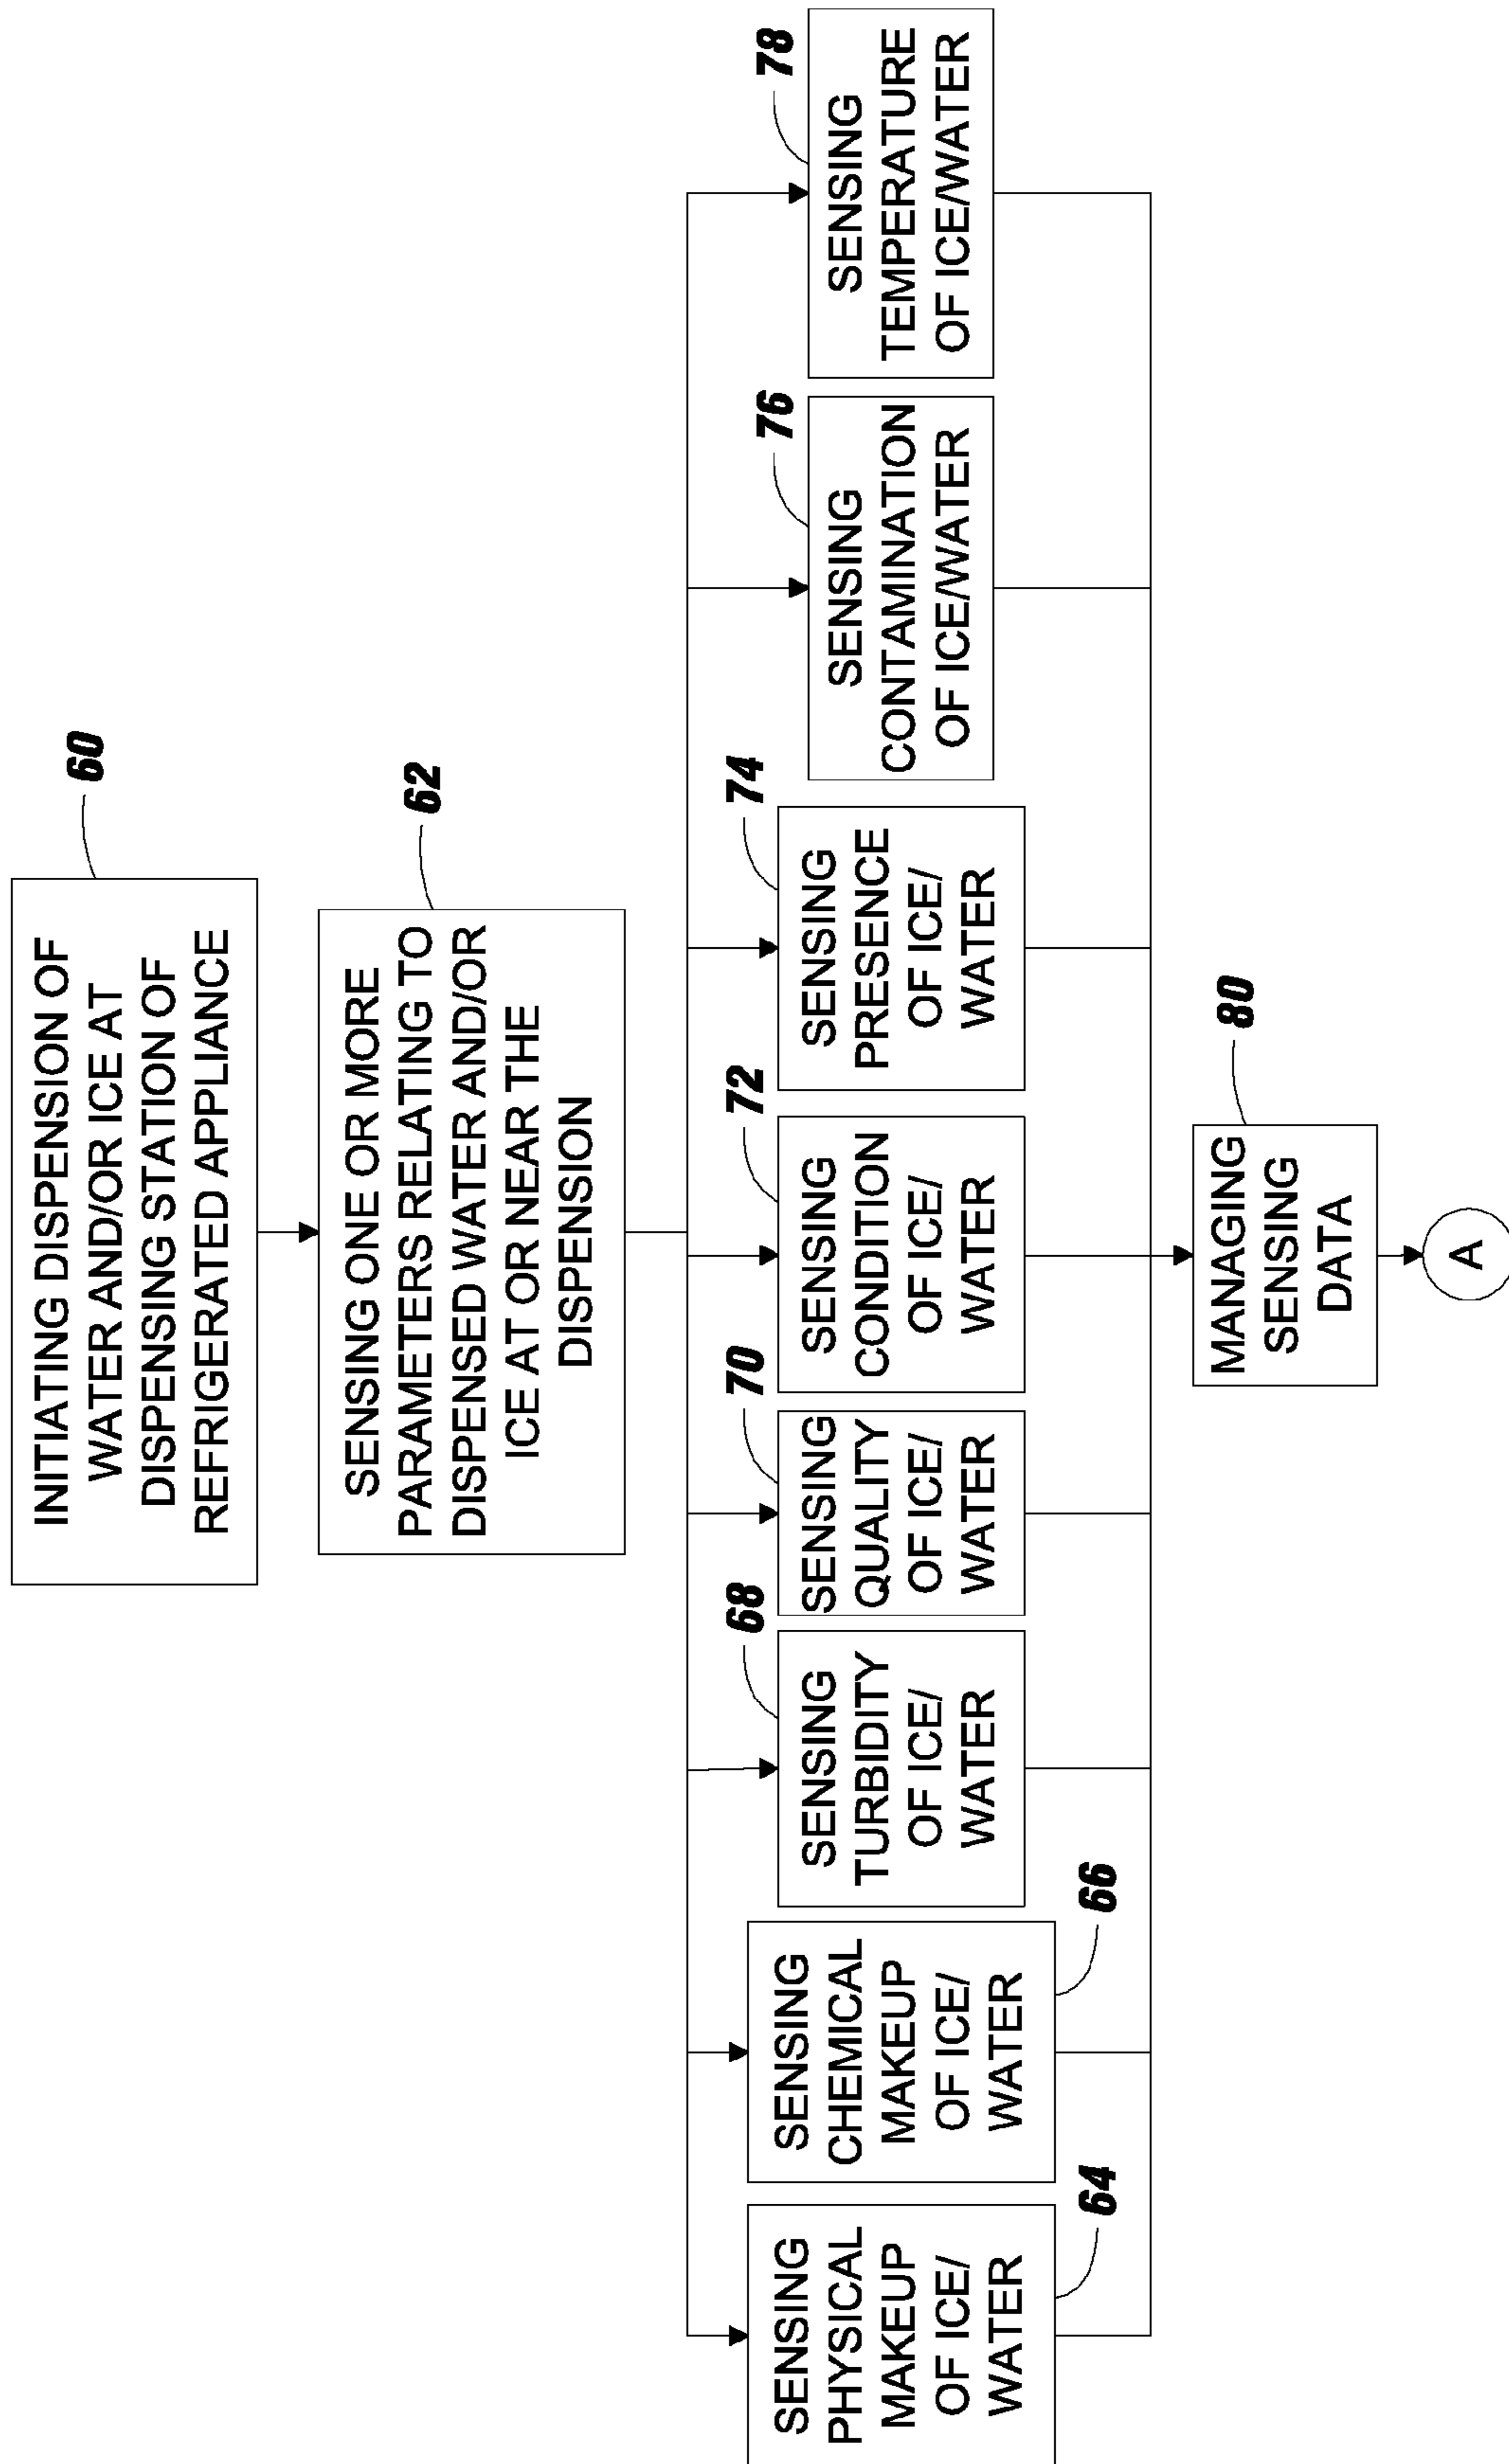 INITIATING DISPENSION OF
WATER AND/OR ICE AT
DISPENSING STATION OF
REFRIGERATED APPLIANCE
60
SENSING ONE OR MORE
PARAMETERS RELATING TO
DISPENSED WATER AND/OR
ICE AT OR NEAR THE
DISPENSION
62
SENSING
PHYSICAL
MAKEUP
OF ICE/
WATER
64
SENSING
CHEMICAL
MAKEUP
OF ICE/
WATER
66
SENSING
TURBIDITY
OF ICE/
WATER
68
SENSING
QUALITY
OF ICE/
WATER
70
SENSING
CONDITION
OF ICE/
WATER
72
SENSING
PRESENCE
OF ICE/
WATER
74
SENSING
CONTAMINATION
OF ICE/WATER
76
SENSING
TEMPERATURE
OF ICE/WATER
78
MANAGING
SENSING
DATA
80
A